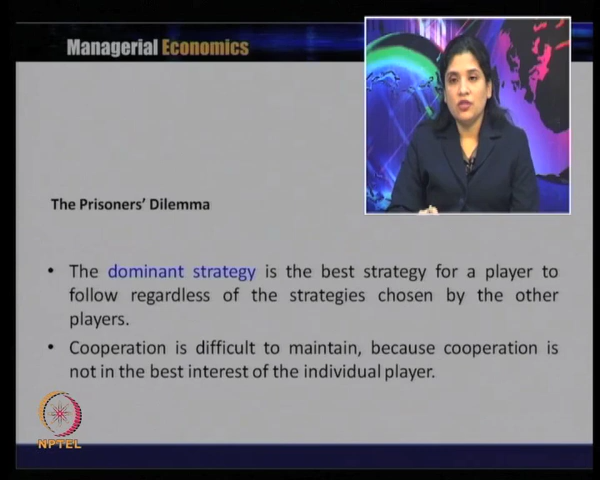 Managerial Economics
The Prisoners' Dilemma
• The dominant strategy is the best strategy for a player to
follow regardless of the strategies chosen by the other
players.
• Cooperation is difficult to maintain, because cooperation is
not in the best interest of the individual player.
NPTEL